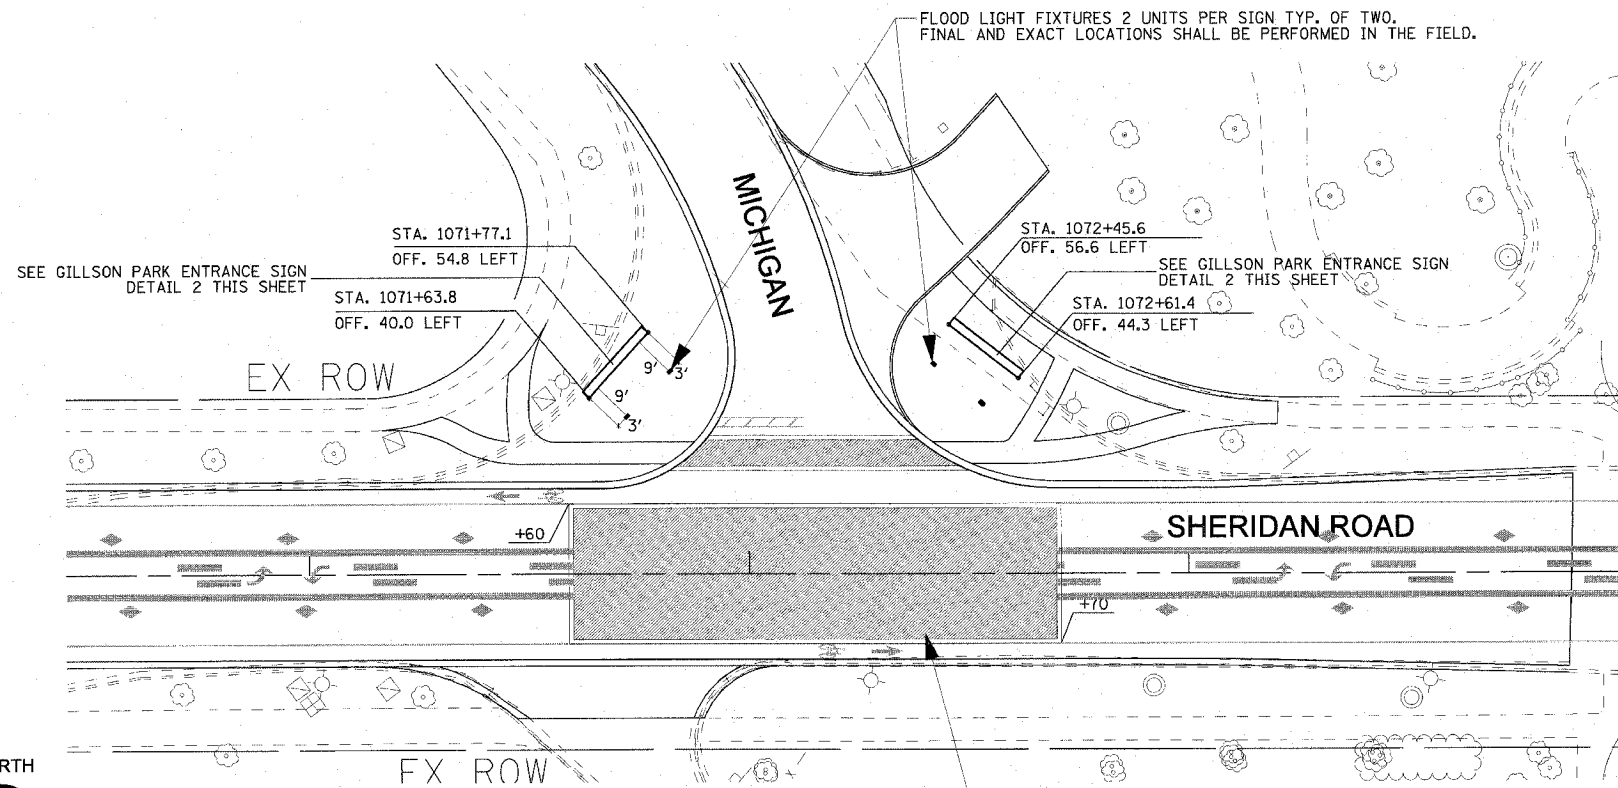 FLOOD LIGHT FIXTURES 2 UNITS PER SIGN TYP. OF TWO.
FINAL AND EXACT LOCATIONS SHALL BE PERFORMED IN THE FIELD.
MICHIGAN
STA. 1071+77.1
OFF. 54.8 LEFT
SEE GILLSON PARK ENTRANCE SIGN
DETAIL 2 THIS SHEET
STA. 1071+63.8
OFF. 40.0 LEFT
STA. 1072+45.6
OFF. 56.6 LEFT
SEE GILLSON PARK ENTRANCE SIGN
DETAIL 2 THIS SHEET
STA. 1072+61.4
OFF. 44.3 LEFT
EX ROW
9'
3'
9'
3'
+60
SHERIDAN ROAD
+70
EX ROW
RTH